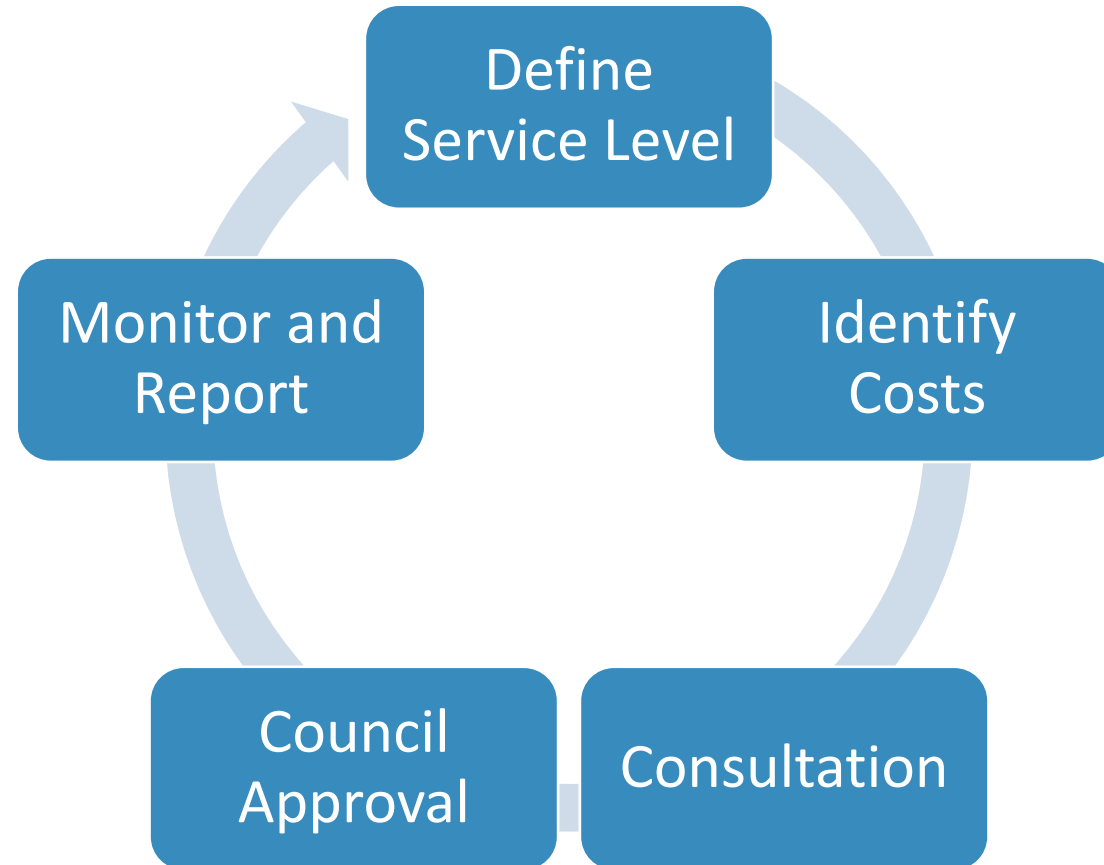 Define
Service Level
Identify
Costs
Consultation
Council
Approval
Monitor and
Report